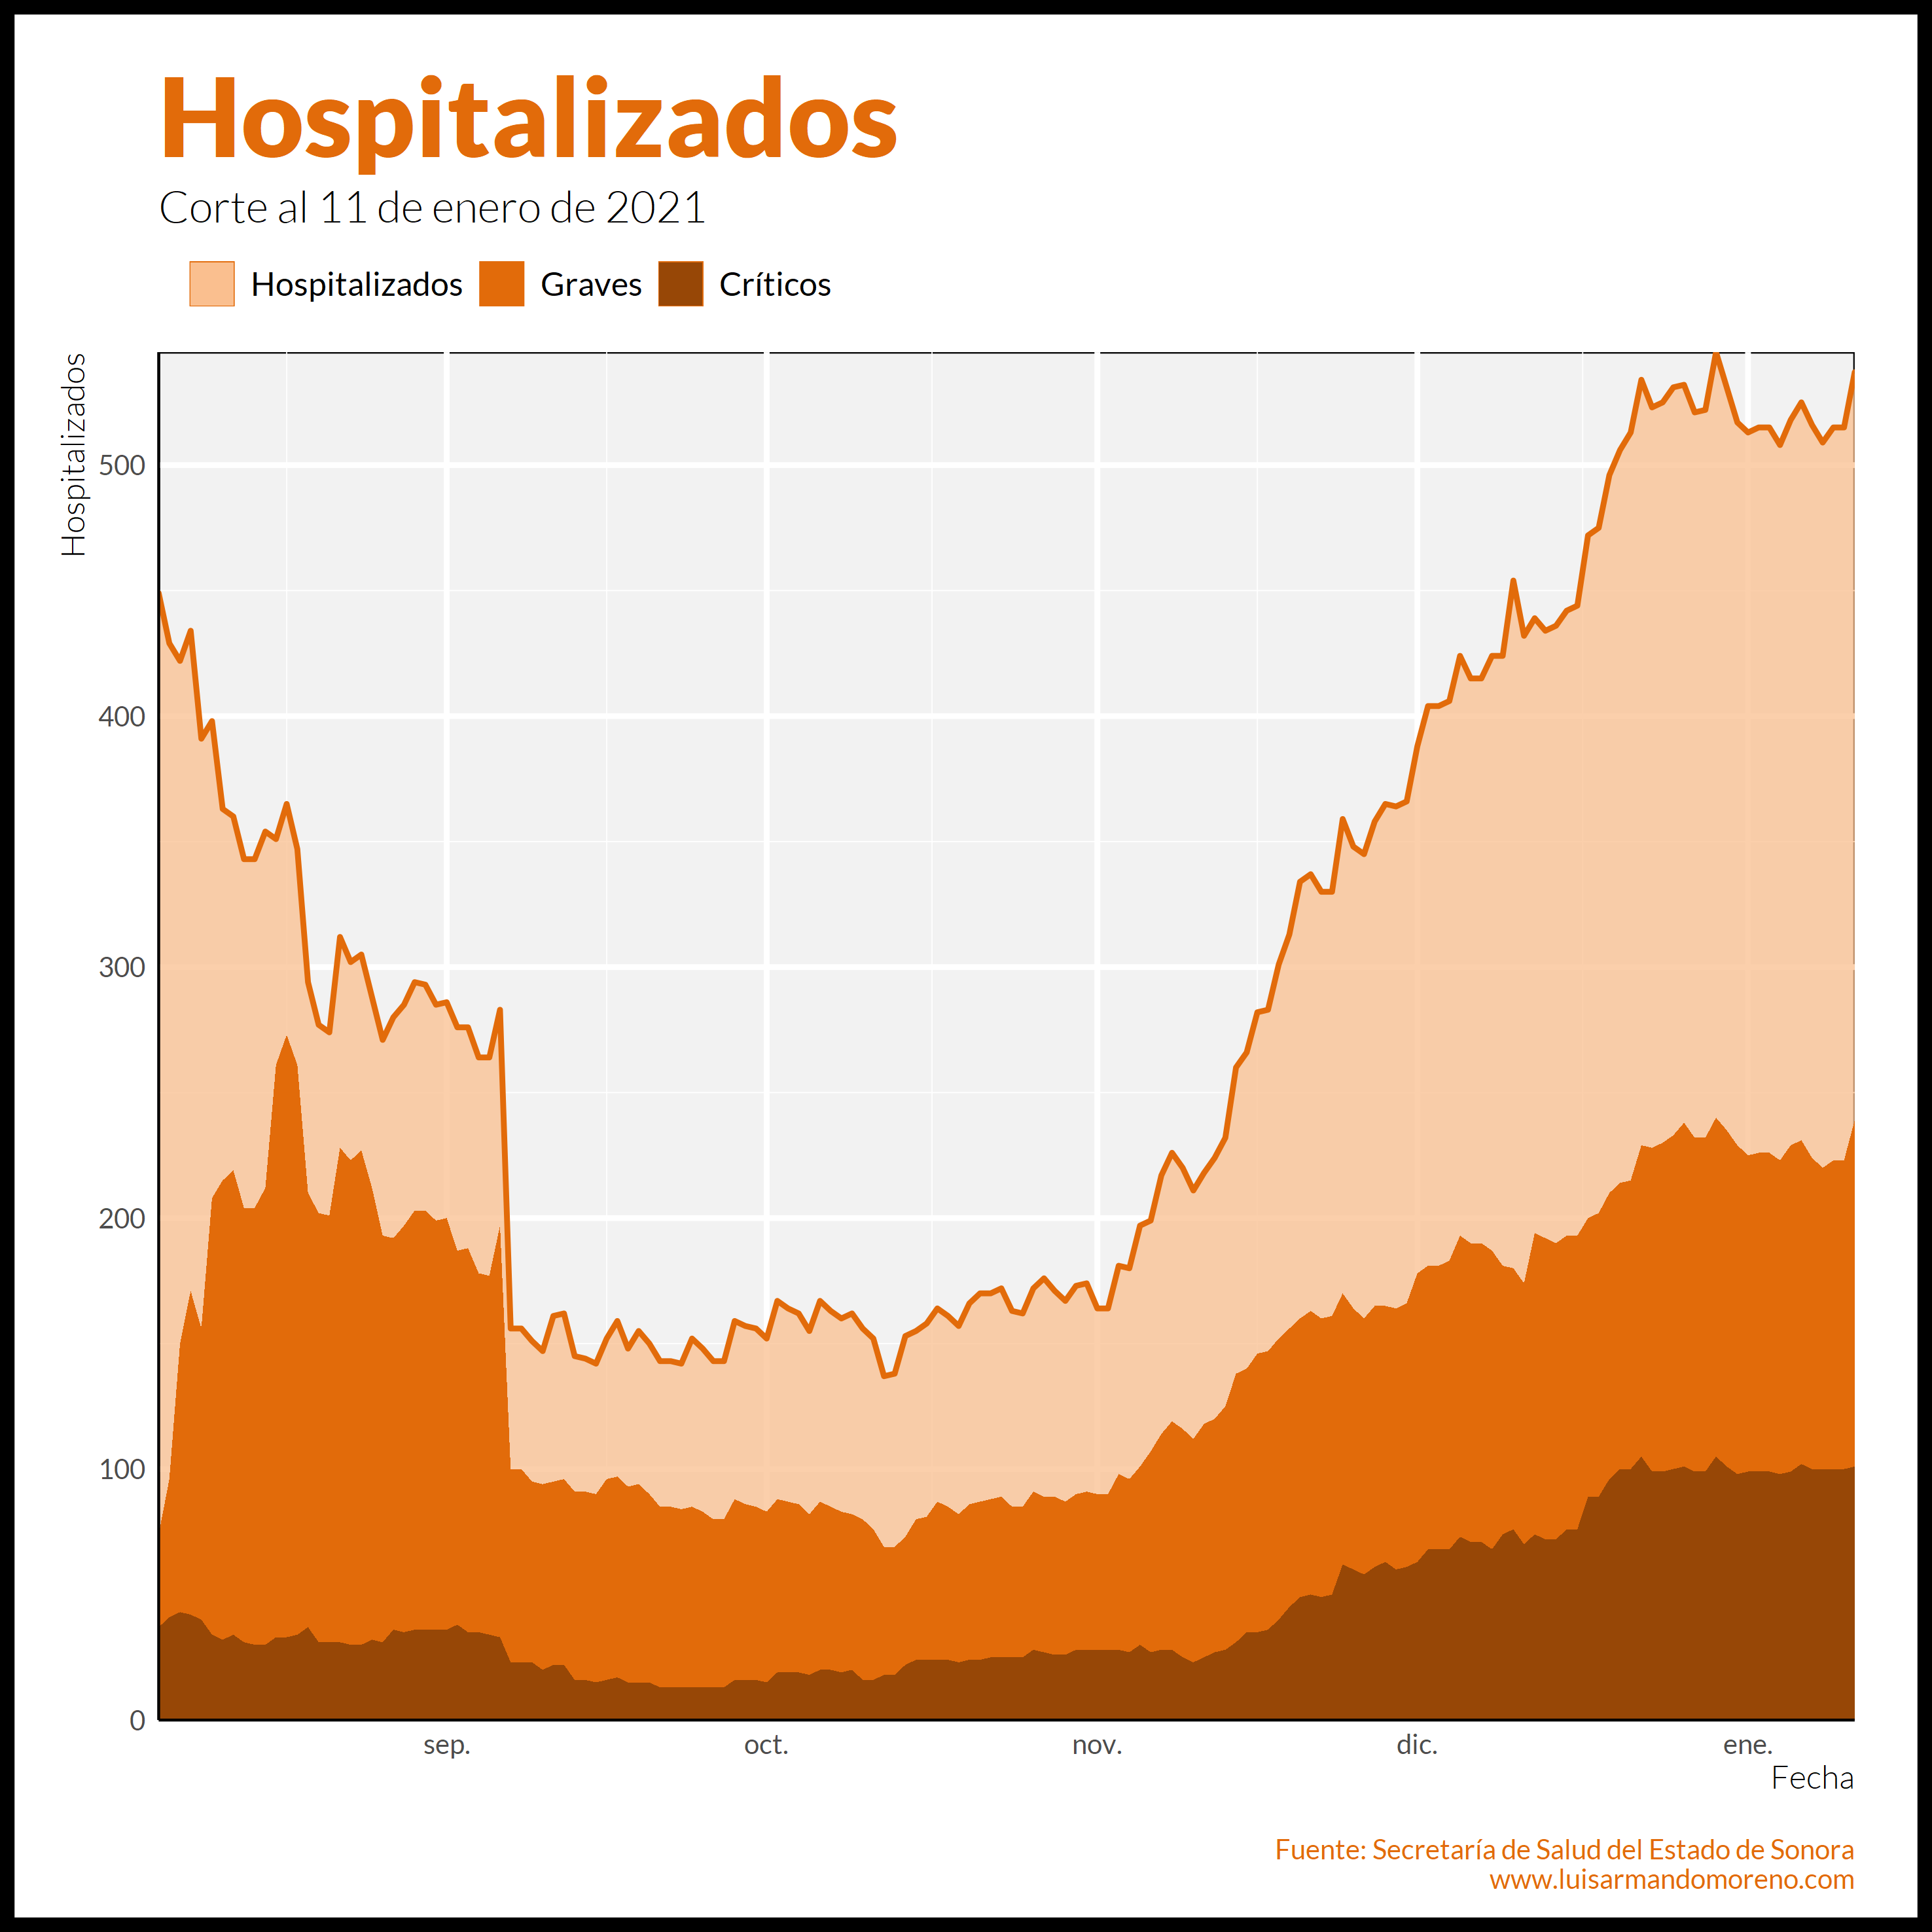 Hospitalizados
Corte al 11 de enero de 2021
Hospitalizados Graves Críticos
Hospitalizados
500
400
300
200
100
0
sep. oct. nov. dic. ene.
Fecha
Fuente: Secretaría de Salud del Estado de Sonora
www.luisarmandomoreno.com